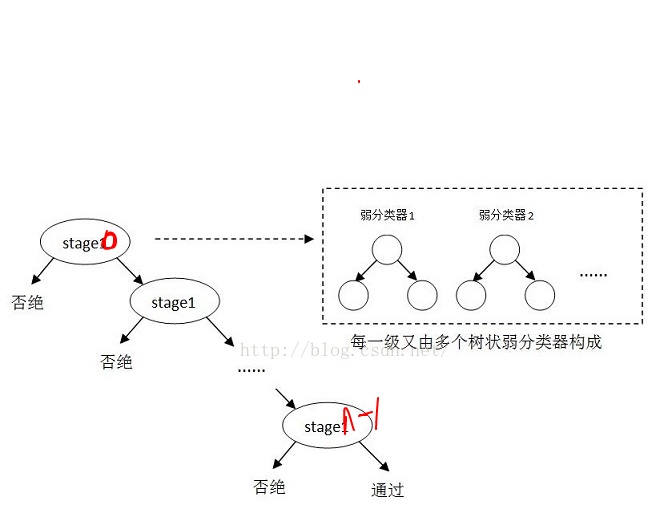 弱分类器1
弱分类器2
stage0
......
否绝
stage1
每一级又由多个树状弱分类器构成
http://blog.csdn.net/
否绝
......
stagen-1
否绝
通过